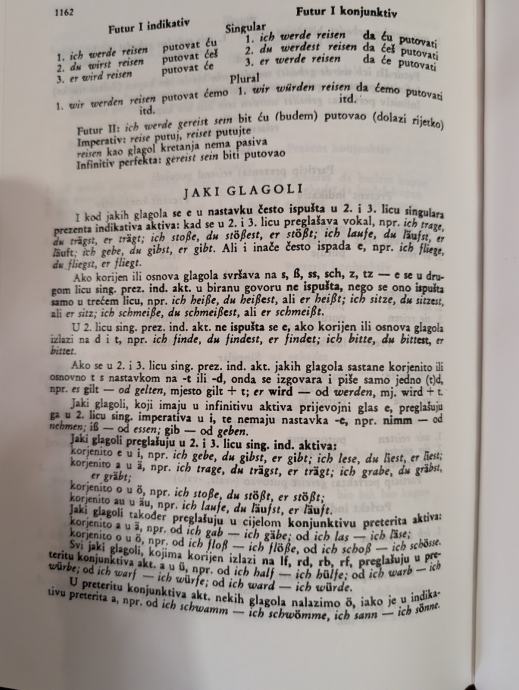 1162
Futur I indikativ Futur I konjunktiv
Singular
1. ich werde reisen putovat ću 1. ich werde reisen da ću putovati
2. du wirst reisen putovat ćeš 2. du werdest reisen da ćeš putovati
3. er wird reisen putovat će 3. er werde reisen da će putovati
Plural
1. wir werden reisen putovat ćemo 1. wir würden reisen da ćemo putovati
itd. itd.
Futur II: ich werde gereist sein bit ću (budem) putovao (dolazi rijetko)
Imperativ: reise putuj, reiset putujte
reisen kao glagol kretanja nema pasiva
Infinitiv perfekta: gereist sein biti putovao
JAKI GLAGOLI
I kod jakih glagola se e u nastavku često ispušta u 2. i 3. licu singulara
prezenta indikativa aktiva: kad se u 2. i 3. licu preglašava vokal, npr. ich trage,
du trägst, er trägt; ich stoße, du stößest, er stößt; ich laufe, du läufst, er
läuft; ich gebe, du gibst, er gibt. Ali i inače često ispada e, npr. ich fliege,
du fliegst, er fliegt.
Ako korijen ili osnova glagola svršava na s, ß, ss, sch, z, tz — e se u dru-
gom licu sing. prez. ind. akt. u biranu govoru ne ispušta, nego se ono ispušta
samo u trećem licu, npr. ich heiße, du heißest, ali er heißt; ich sitze, du sitzest,
ali er sitz; ich schmeiße, du schmeißest, ali er schmeißt.
U 2. licu sing. prez. ind. akt. ne ispušta se e, ako korijen ili osnova glagola
izlazi na d i t, npr. ich finde, du findest, er findet; ich bitte, du bittest, er
bittet.
Ako se u 2. i 3. licu sing. prez. ind. akt. jakih glagola sastane korjenito ili
osnovno t s nastavkom na -t ili -d, onda se izgovara i piše samo jedno (t)d,
npr. es gilt — od gelten, mjesto gilt + t; er wird — od werden, mj. wird + t.
Jaki glagoli, koji imaju u infinitivu aktiva prijevojni glas e, preglašuju
ga u 2. licu sing. imperativa u i, te nemaju nastavka -e, npr. nimm — od
nehmen; iß — od essen; gib — od geben.
Jaki glagoli preglašuju u 2. i 3. licu sing. ind. aktiva:
korjenito e u i, npr. ich gebe, du gibst, er gibt; ich lese, du liest, er liest;
korjenito a u ä, npr. ich trage, du trägst, er trägt; ich grabe, du gräbst,
er gräbt;
korjenito o u ö, npr. ich stoße, du stößt, er stößt;
korjenito au u äu, npr. ich laufe, du läufst, er läuft.
Jaki glagoli također preglašuju u cijelom konjunktivu preterita aktiva:
korjenito a u ä, npr. od ich gab — ich gäbe; od ich las — ich läse;
korjenito o u ö, npr. od ich floß — ich flöße, od ich schoß — ich schösse.
Svi jaki glagoli, kojima korijen izlazi na lf, rd, rb, rf, preglašuju u pre-
teritu konjunktiva akt. a u ü, npr. od ich half — ich hülfe; od ich warb — ich
würbe; od ich warf — ich würfe; od ich ward — ich würde.
U preteritu konjunktiva akt. nekih glagola nalazimo ö, iako je u indika-
tivu preterita a, npr. od ich schwamm — ich schwömme, ich sann — ich sönne.